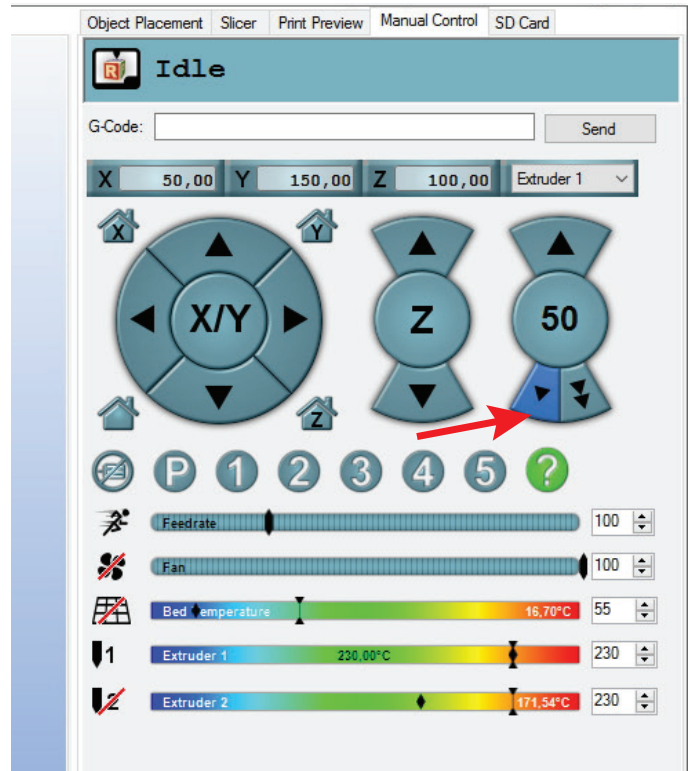 Object Placement Slicer Print Preview Manual Control SD Card
R Idle
G-Code: Send
X 50,00 Y 150,00 Z 100,00 Extruder 1
X Y
X/Y Z 50
Z
P 1 2 3 4 5 ?
Feedrate 100
Fan 100
Bed Temperature 16,70°C 55
1 Extruder 1 230,00°C 230
2 Extruder 2 171,54°C 230